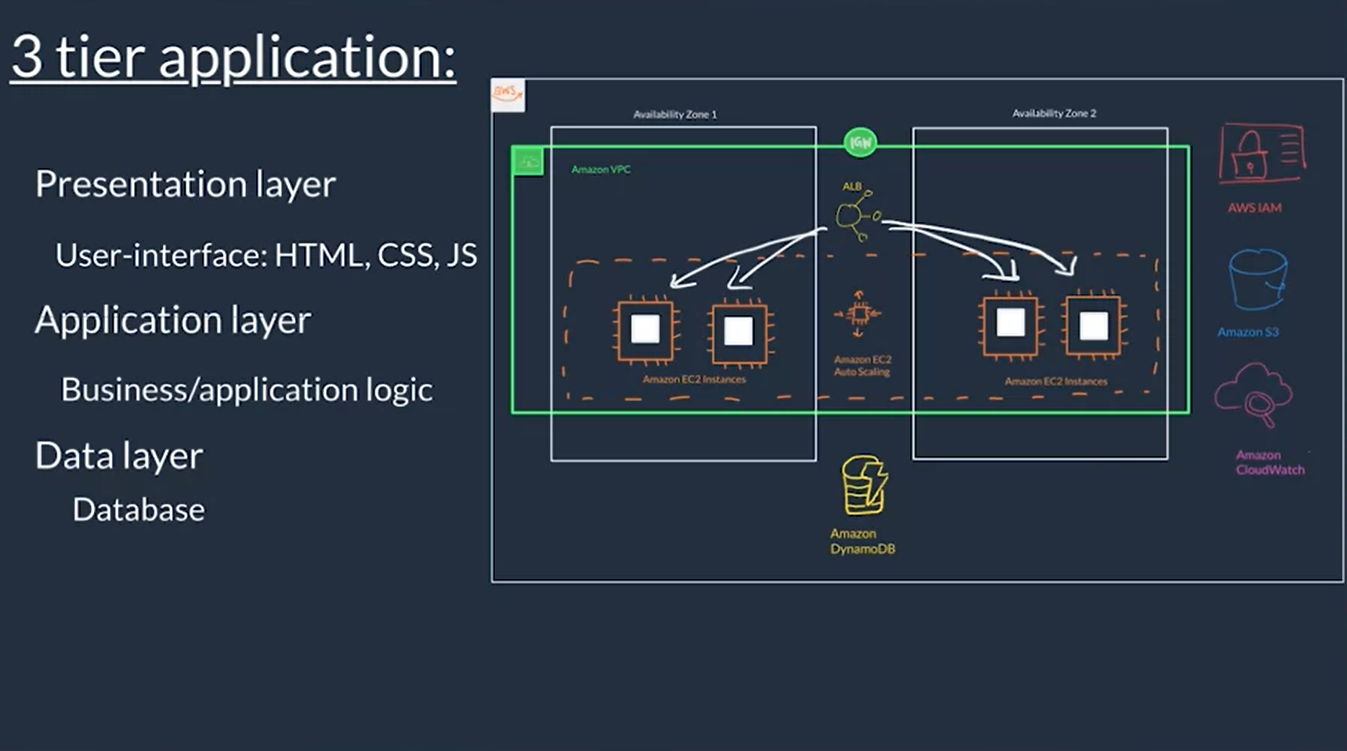 3 tier application:
Presentation layer
User-interface: HTML, CSS, JS
Application layer
Business/application logic
Data layer
Database
aws
Availability Zone 1
Availability Zone 2
IGW
Amazon VPC
ALB
Amazon EC2 Instances
Amazon EC2
Auto Scaling
Amazon EC2 Instances
Amazon
DynamoDB
AWS IAM
Amazon S3
Amazon
CloudWatch